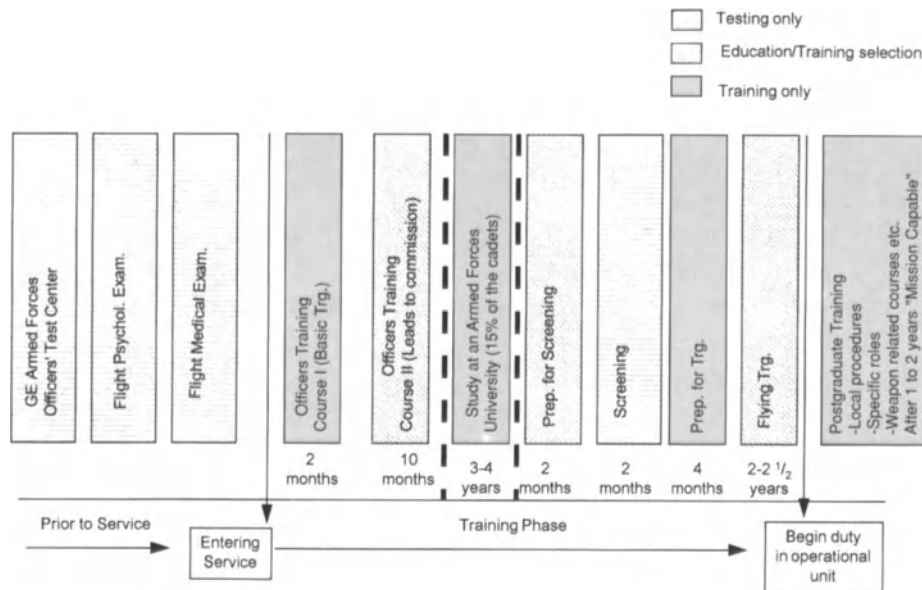 Testing only
Education/Training selection
Training only
GE Armed Forces
Officers' Test Center
Flight Psychol. Exam.
Flight Medical Exam.
Officers Training
Course I (Basic Trg.)
Officers Training
Course II (Leads to commission)
Study at an Armed Forces
University (15% of the cadets)
Prep. for Screening
Screening
Prep. for Trg.
Flying Trg.
Postgraduate Training
-Local procedures
-Specific roles
-Weapon related courses etc.
After 1 to 2 years "Mission Capable"
2
months
10
months
3-4
years
2
months
2
months
4
months
2-2 1/2
years
Prior to Service
Entering
Service
Training Phase
Begin duty
in operational
unit